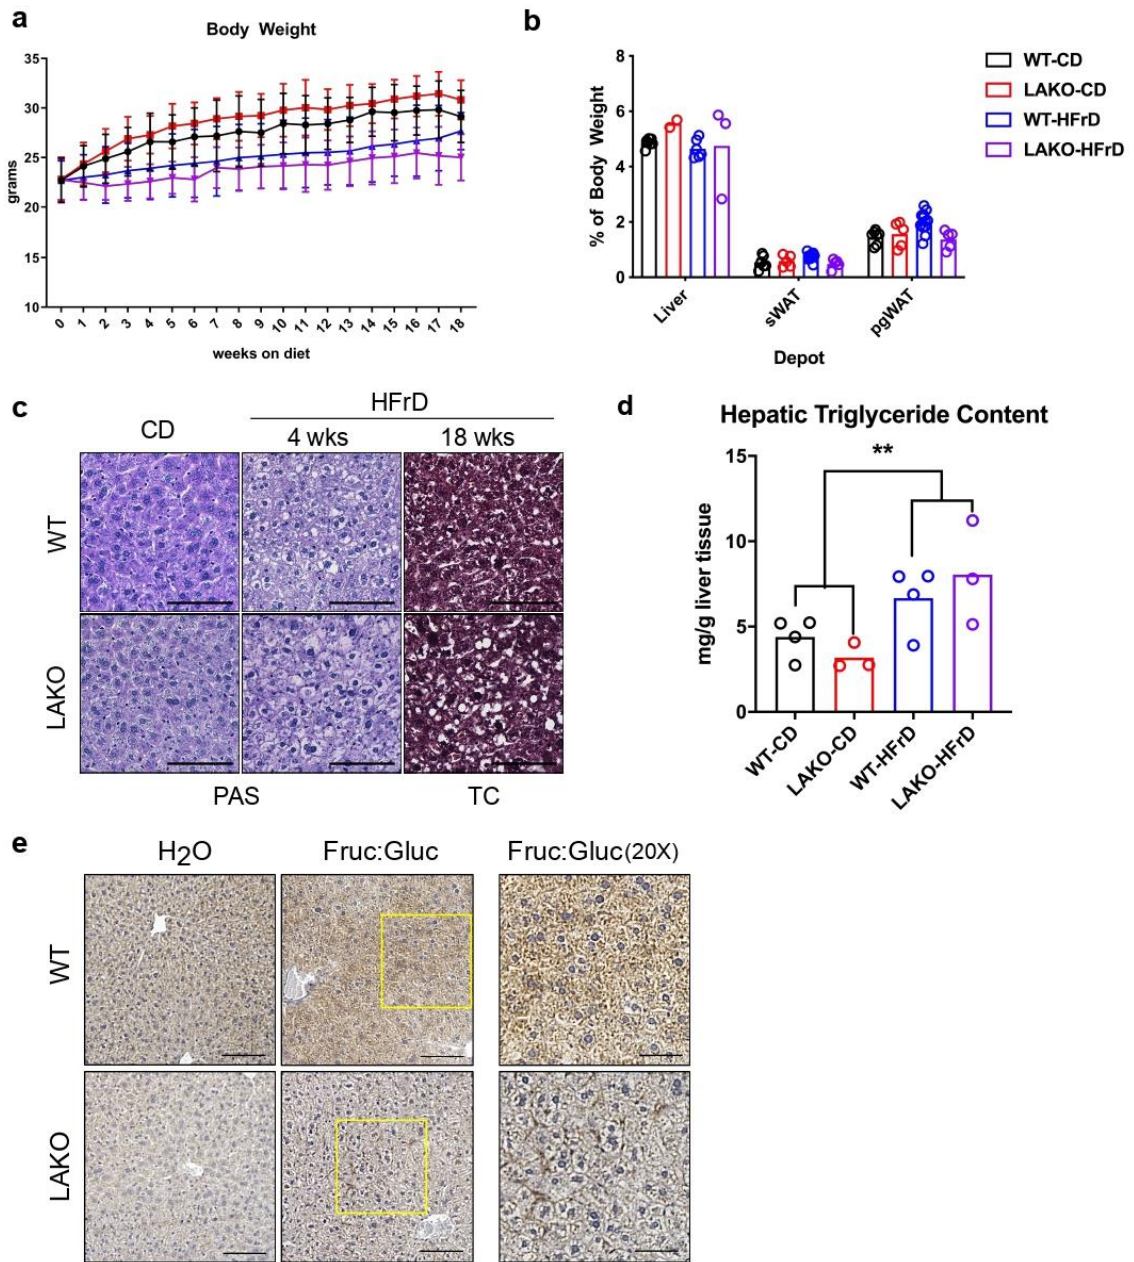 a
Body Weight
35
30
25
20
15
10
grams
0 1 2 3 4 5 6 7 8 9 10 11 12 13 14 15 16 17 18
weeks on diet
b
8
6
4
2
0
% of Body Weight
Liver
sWAT
pgWAT
Depot
WT-CD
LAKO-CD
WT-HFrD
LAKO-HFrD
c
HFrD
CD 4 wks 18 wks
WT
LAKO
PAS TC
d
Hepatic Triglyceride Content
**
15
10
5
0
mg/g liver tissue
WT-CD
LAKO-CD
WT-HFrD
LAKO-HFrD
e
H2O Fruc:Gluc Fruc:Gluc(20X)
WT
LAKO